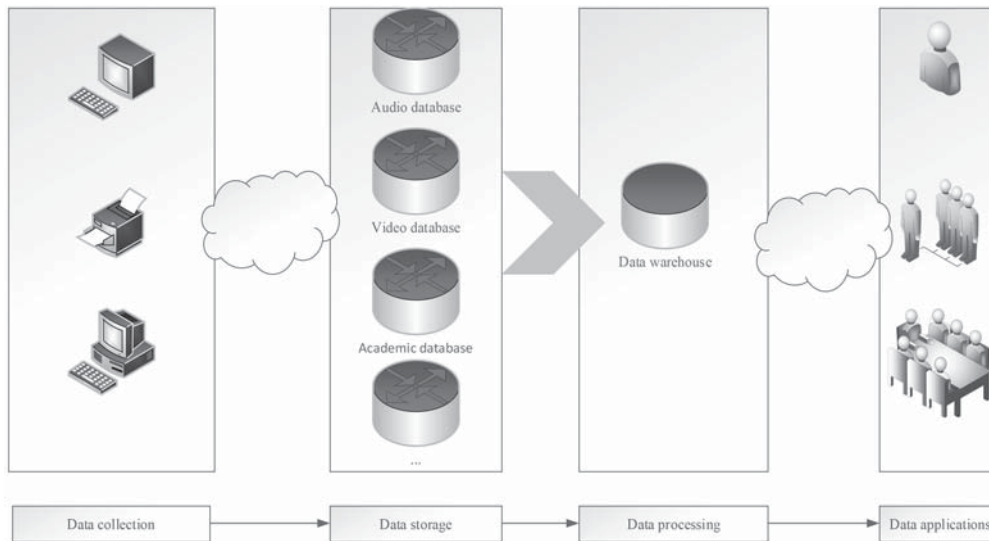 Audio database
Video database
Academic database
...
Data warehouse
Data collection
Data storage
Data processing
Data applications